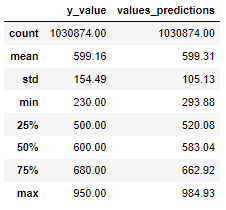 y_value values_predictions
count 1030874.00 1030874.00
mean 599.16 599.31
std 154.49 105.13
min 230.00 293.88
25% 500.00 520.08
50% 600.00 583.04
75% 680.00 662.92
max 950.00 984.93